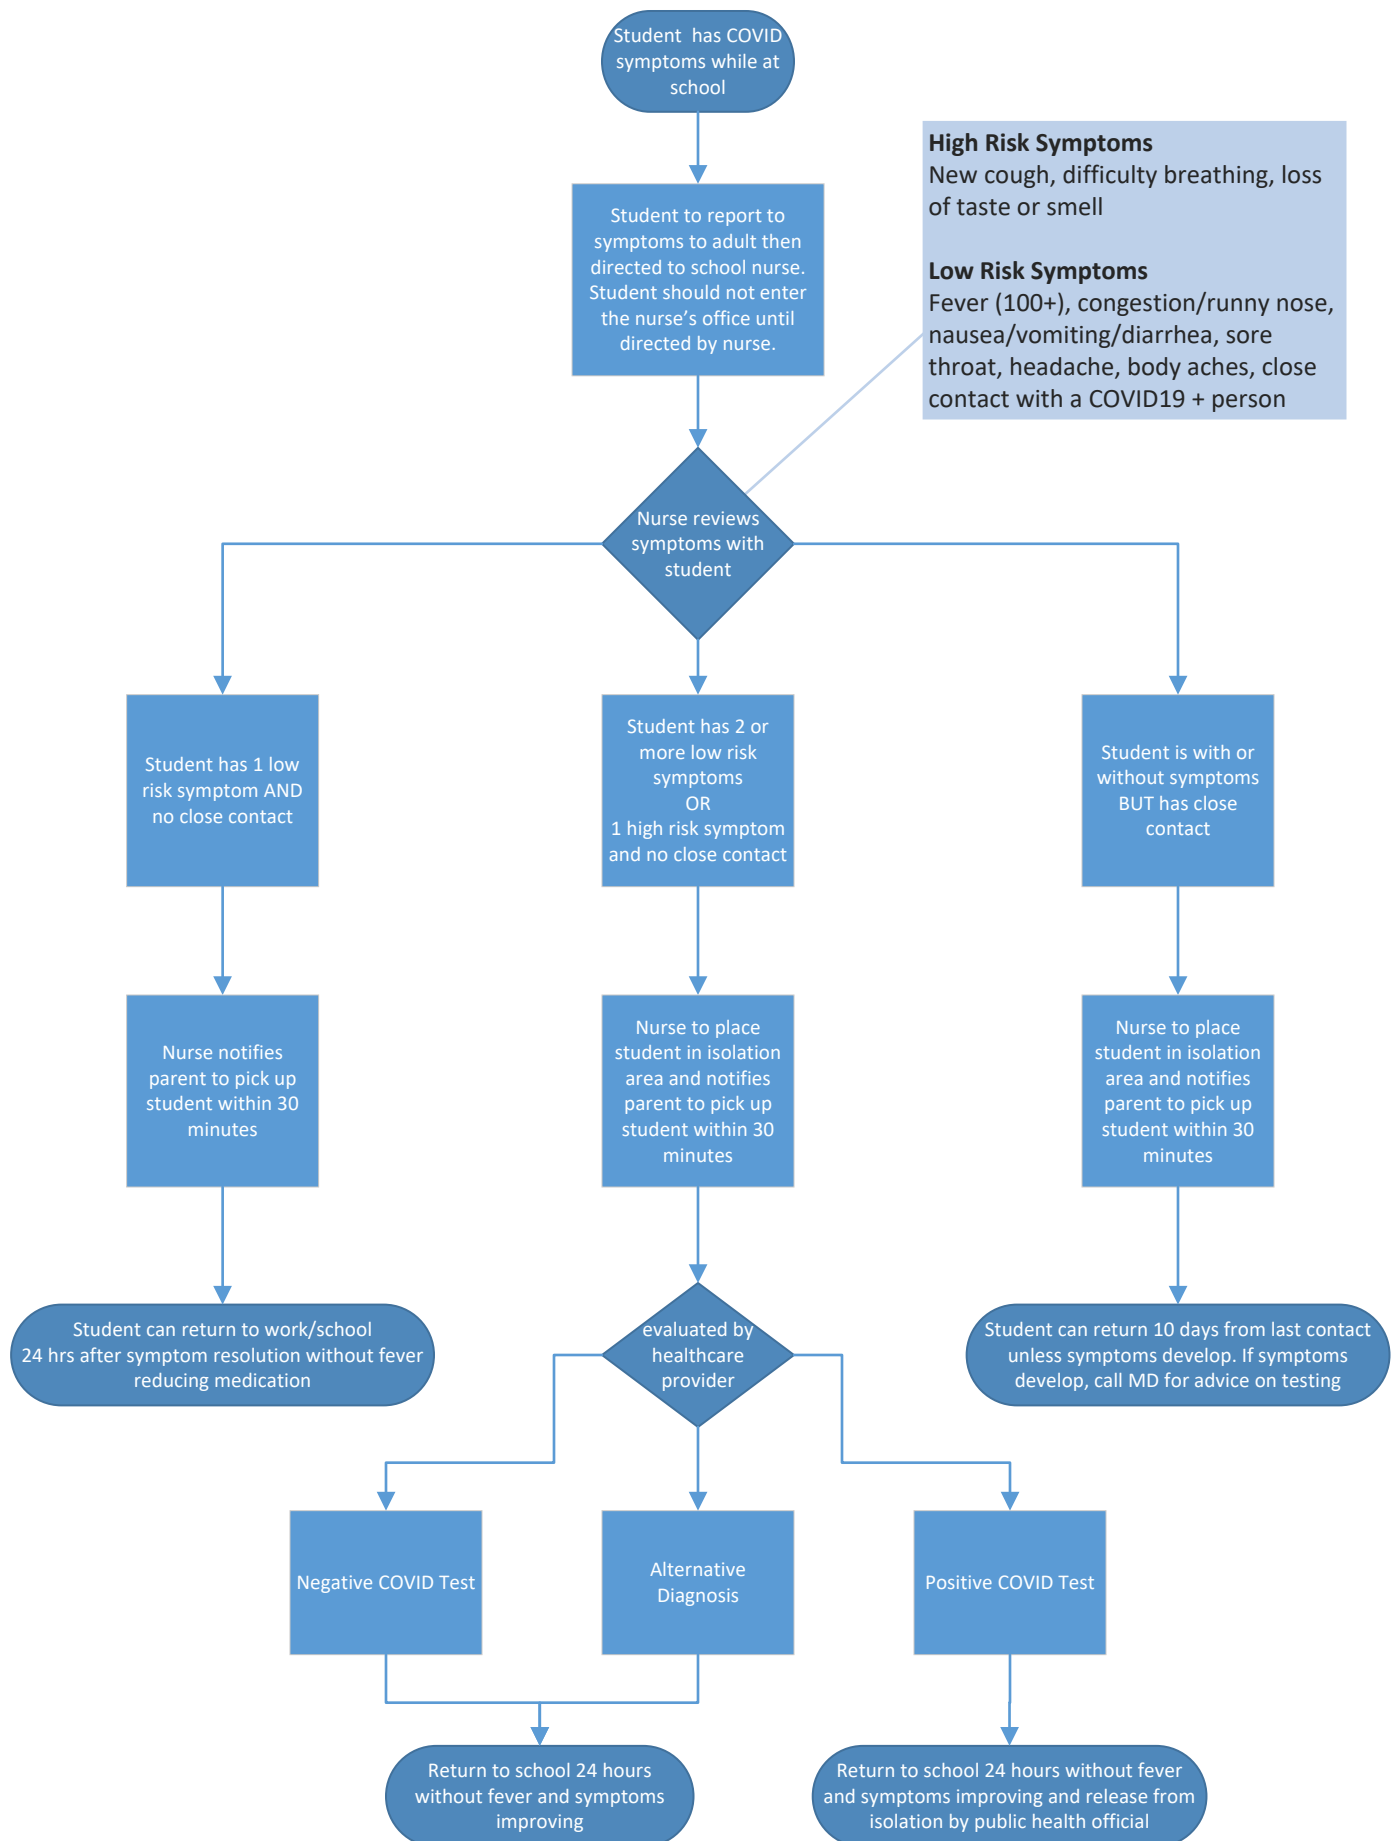 Student  has COVID
symptoms while at
school
High Risk Symptoms
New cough, difficulty breathing, loss
of taste or smell
Low Risk Symptoms
Fever (100+), congestion/runny nose,
nausea/vomiting/diarrhea, sore
throat, headache, body aches, close
contact with a COVID19 + person
Student to report to
symptoms to adult then
directed to school nurse.
Student should not enter
the nurse’s office until
directed by nurse.
Nurse reviews
symptoms with
student
Student has 1 low
risk symptom AND
no close contact
Student has 2 or
more low risk
symptoms
OR
1 high risk symptom
and no close contact
Student is with or
without symptoms
BUT has close
contact
Nurse notifies
parent to pick up
student within 30
minutes
Nurse to place
student in isolation
area and notifies
parent to pick up
student within 30
minutes
Nurse to place
student in isolation
area and notifies
parent to pick up
student within 30
minutes
Student can return to work/school
24 hrs after symptom resolution without fever
reducing medication
evaluated by
healthcare
provider
Student can return 10 days from last contact
unless symptoms develop. If symptoms
develop, call MD for advice on testing
Negative COVID Test
Alternative
Diagnosis
Positive COVID Test
Return to school 24 hours
without fever and symptoms
improving
Return to school 24 hours without fever
and symptoms improving and release from
isolation by public health official